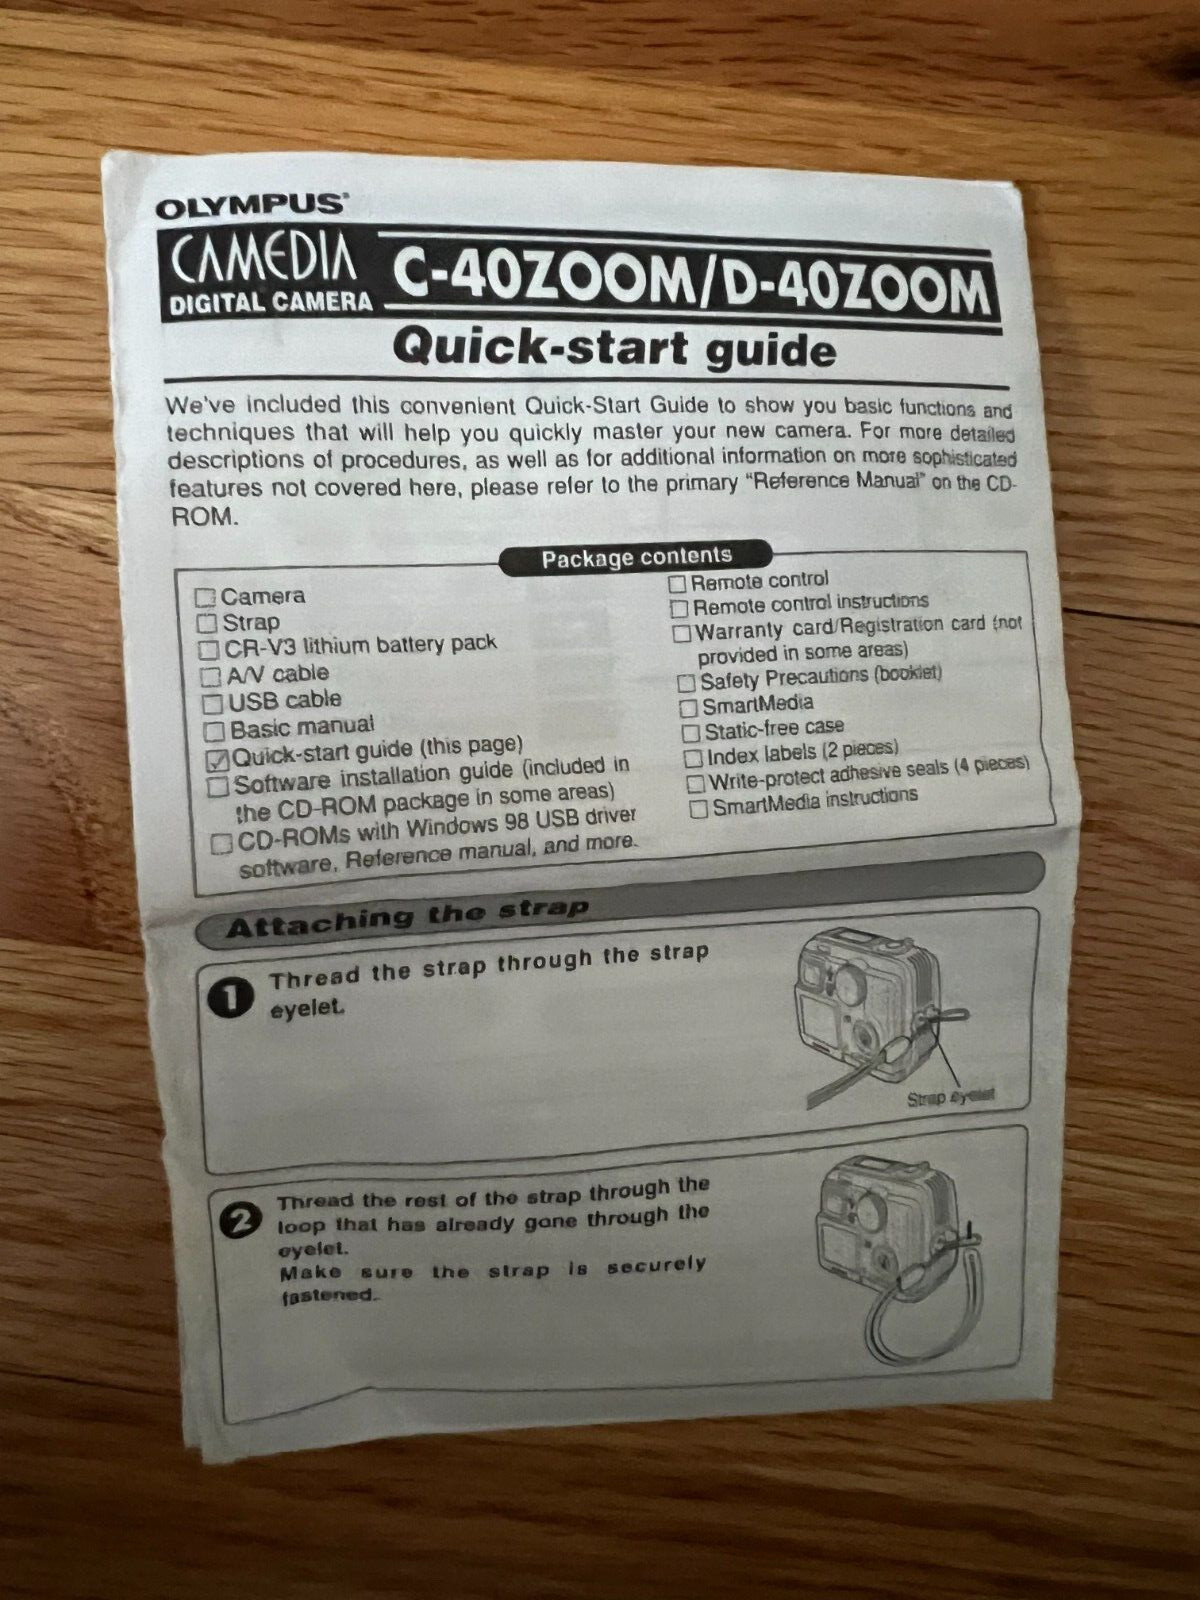 OLYMPUS®
CAMEDIA
DIGITAL CAMERA
C-40ZOOM/D-40ZOOM
Quick-start guide
We've included this convenient Quick-Start Guide to show you basic functions and
techniques that will help you quickly master your new camera. For more detailed
descriptions of procedures, as well as for additional information on more sophisticated
features not covered here, please refer to the primary "Reference Manual" on the CD-
ROM.
Package contents
Camera
Strap
CR-V3 lithium battery pack
A/V cable
USB cable
Basic manual
Quick-start guide (this page)
Software installation guide (included in
the CD-ROM package in some areas)
CD-ROMs with Windows 98 USB driver
software, Reference manual, and more.
Remote control
Remote control instructions
Warranty card/Registration card (not
provided in some areas)
Safety Precautions (booklet)
SmartMedia
Static-free case
Index labels (2 pieces)
Write-protect adhesive seals (4 pieces)
SmartMedia instructions
Attaching the strap
1 Thread the strap through the strap
eyelet.
Strap eyelet
2 Thread the rest of the strap through the
loop that has already gone through the
eyelet.
Make sure the strap is securely
fastened.